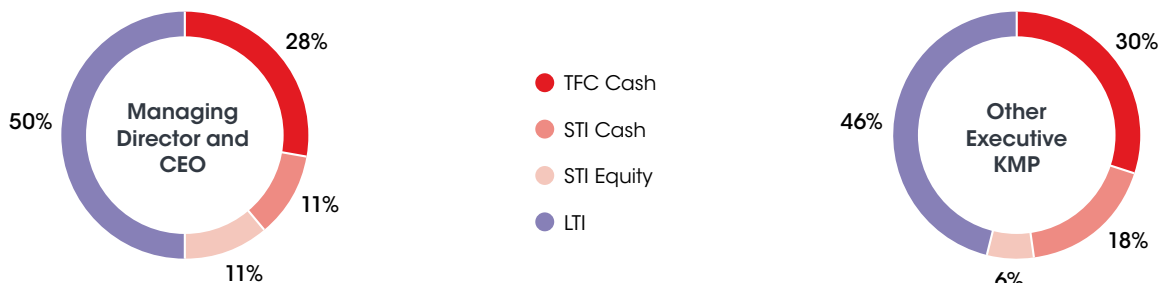 28%
50%
Managing
Director and
CEO
11%
11%
TFC Cash
STI Cash
STI Equity
LTI
30%
46%
Other
Executive
KMP
18%
6%